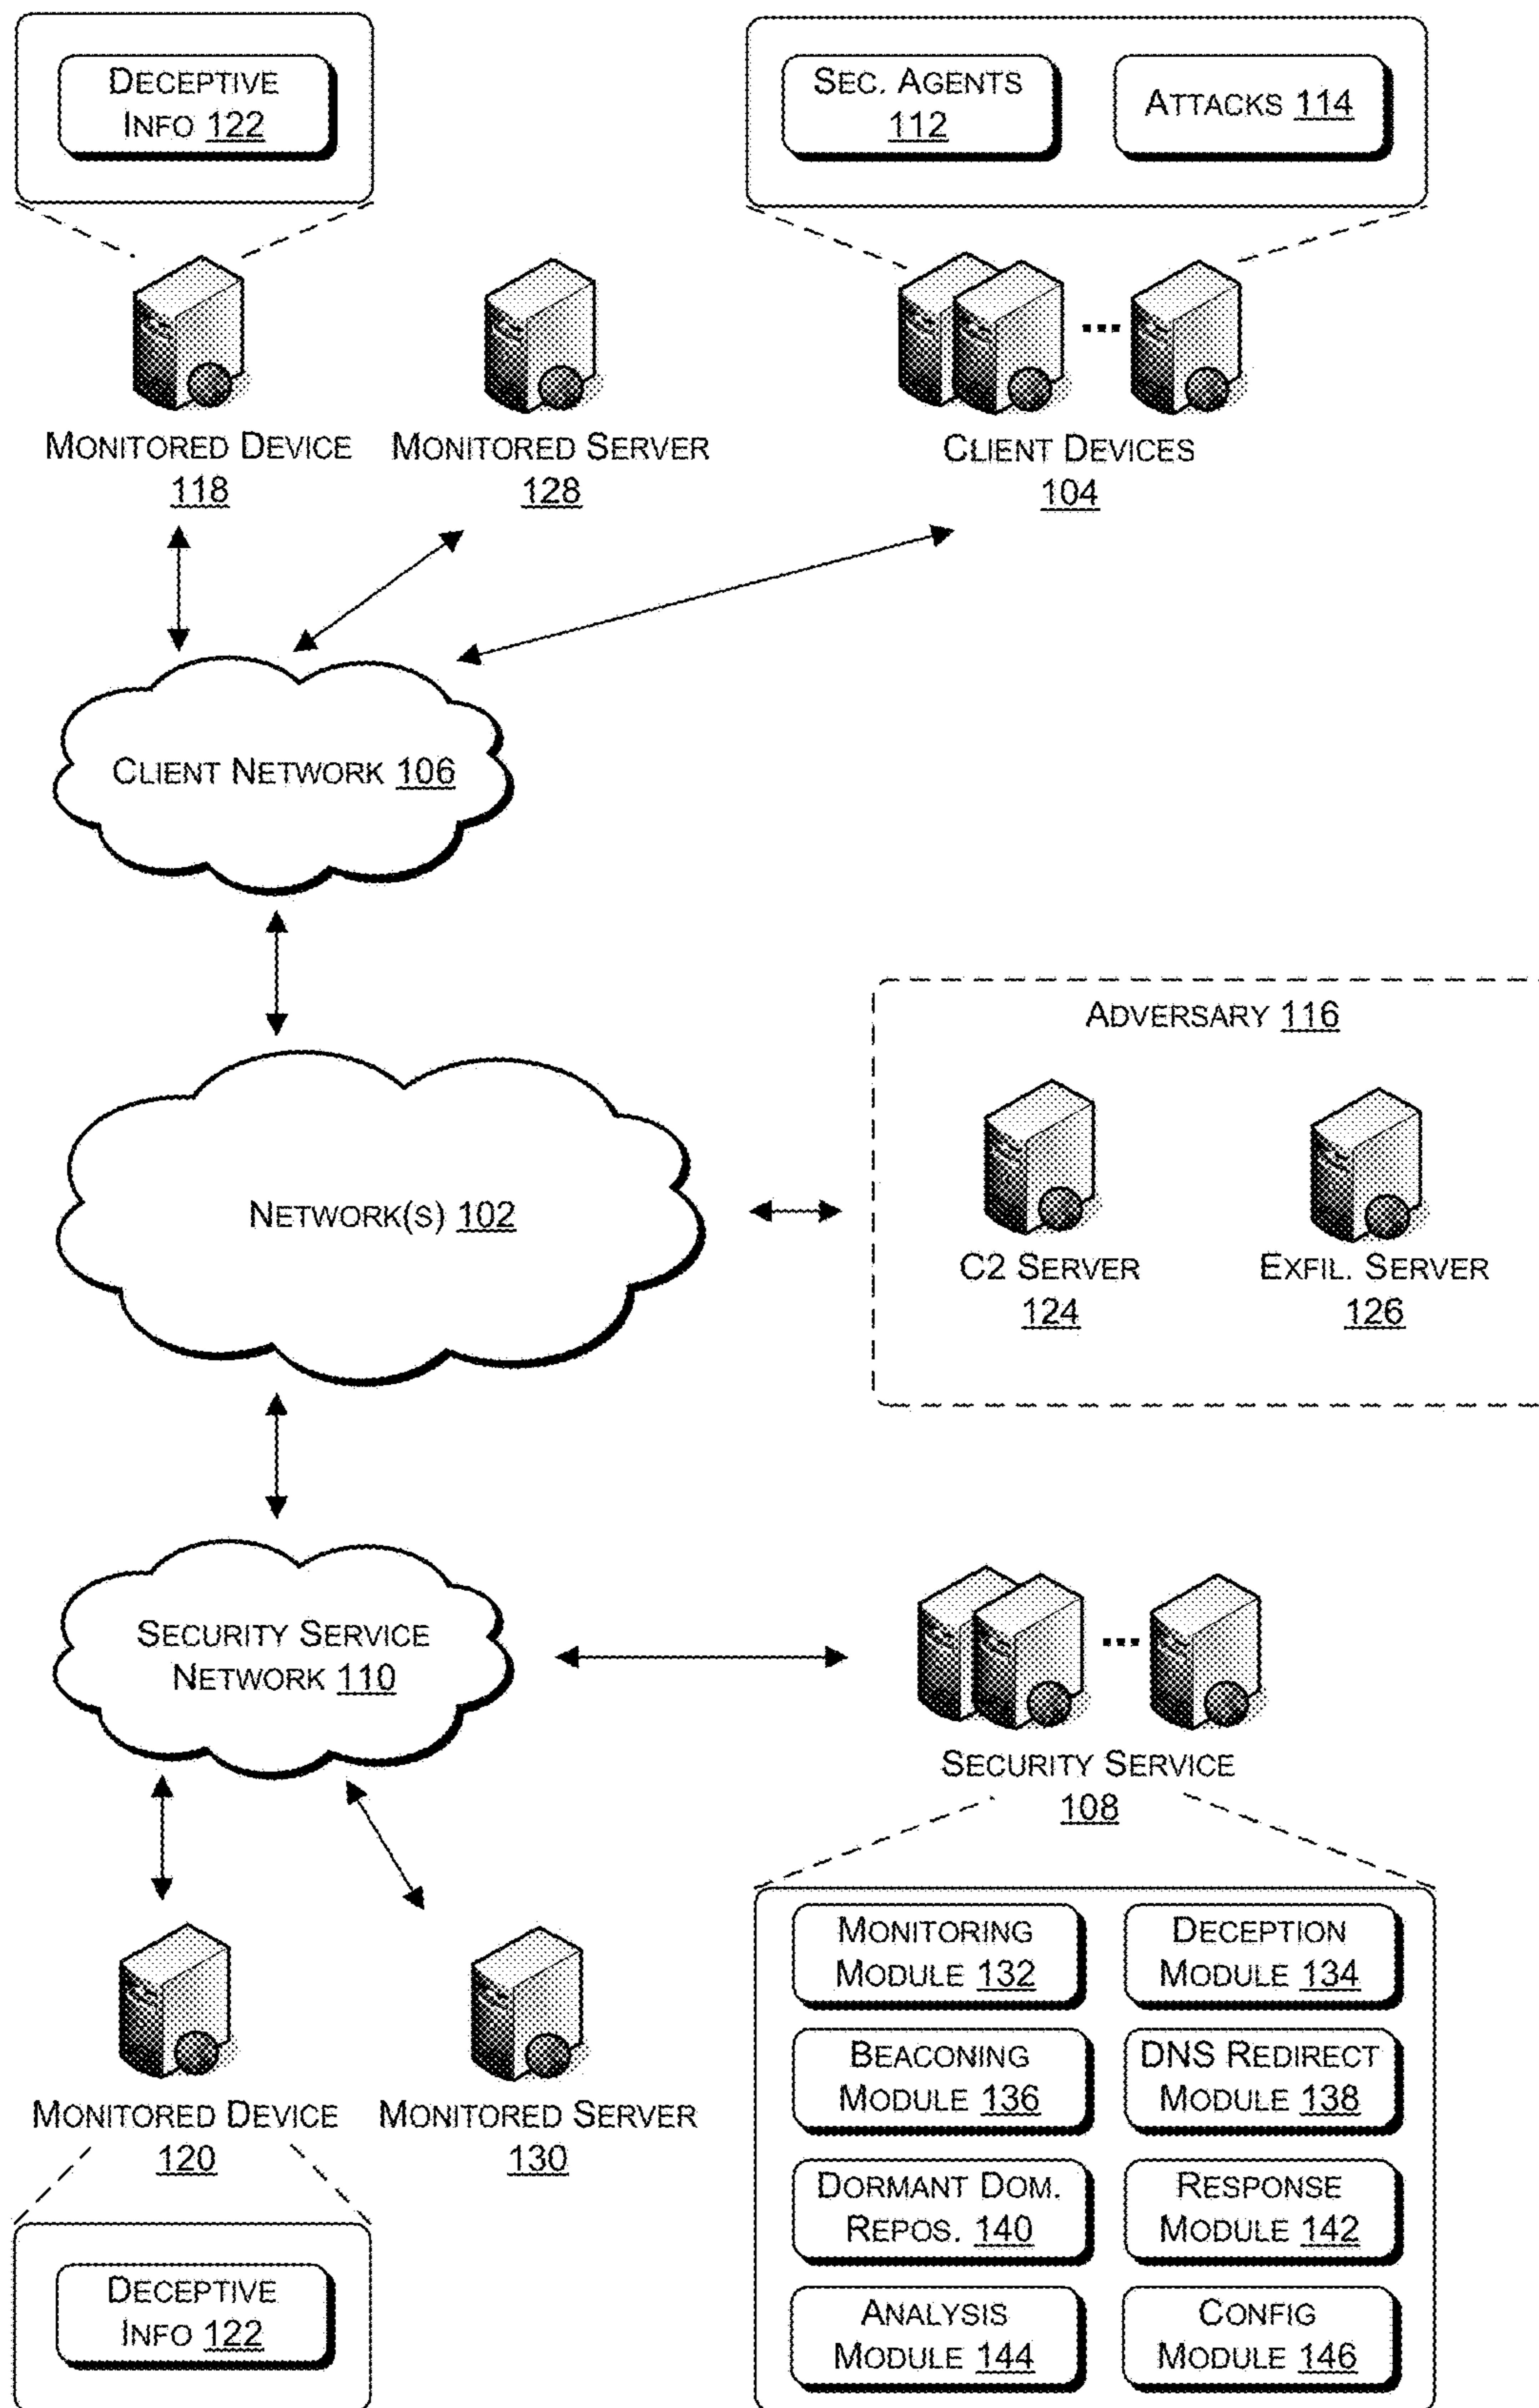 DECEPTIVE
INFO 122
SEC. AGENTS
112
ATTACKS 114
MONITORED DEVICE
118
MONITORED SERVER
128
CLIENT DEVICES
104
CLIENT NETWORK 106
ADVERSARY 116
NETWORK(S) 102
C2 SERVER
124
EXFIL. SERVER
126
SECURITY SERVICE
NETWORK 110
SECURITY SERVICE
108
MONITORED DEVICE
120
MONITORED SERVER
130
DECEPTIVE
INFO 122
MONITORING
MODULE 132
DECEPTION
MODULE 134
BEACONING
MODULE 136
DNS REDIRECT
MODULE 138
DORMANT DOM.
REPOS. 140
RESPONSE
MODULE 142
ANALYSIS
MODULE 144
CONFIG
MODULE 146